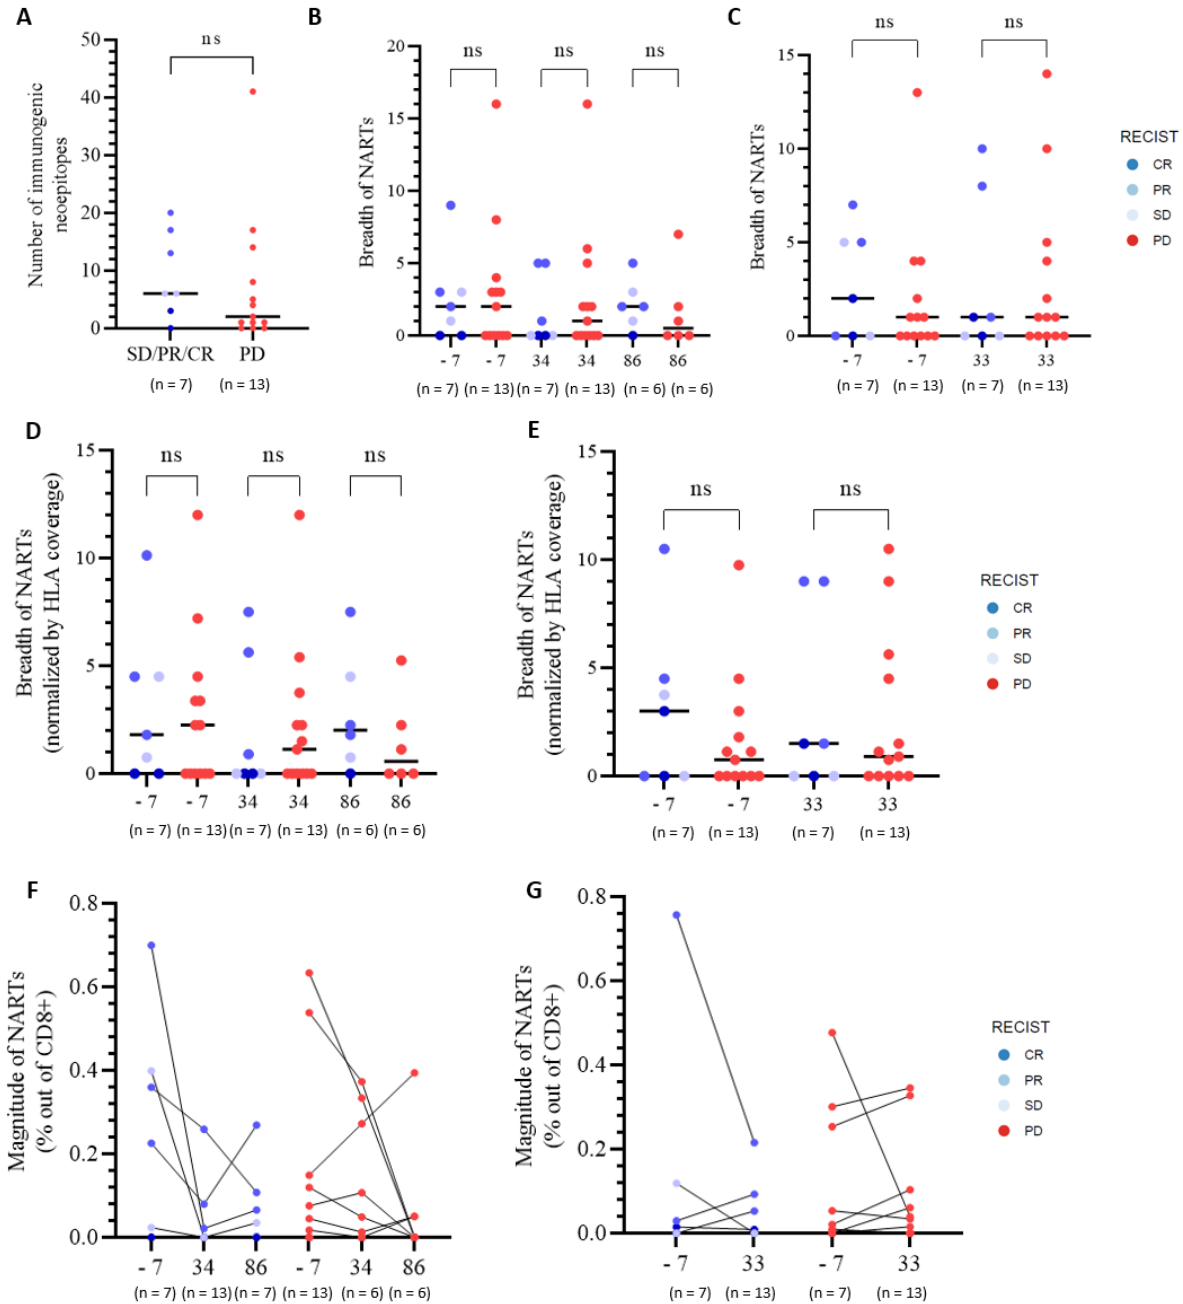 A
Number of immunogenic
neoepitopes
50
40
30
20
10
0
ns
SD/PR/CR PD
(n = 7) (n = 13)
B
Breadth of NARTs
20
15
10
5
0
ns ns ns
- 7 - 7 34 34 86 86
(n = 7) (n = 13) (n = 7) (n = 13) (n = 6) (n = 6)
C
Breadth of NARTs
15
10
5
0
ns ns
- 7 - 7 33 33
(n = 7) (n = 13) (n = 7) (n = 13)
RECIST
CR
PR
SD
PD
D
Breadth of NARTs
(normalized by HLA coverage)
15
10
5
0
ns ns ns
- 7 - 7 34 34 86 86
(n = 7) (n = 13) (n = 7) (n = 13) (n = 6) (n = 6)
E
Breadth of NARTs
(normalized by HLA coverage)
15
10
5
0
ns ns
- 7 - 7 33 33
(n = 7) (n = 13) (n = 7) (n = 13)
RECIST
CR
PR
SD
PD
F
Magnitude of NARTs
(% out of CD8+)
0.8
0.6
0.4
0.2
0.0
- 7 34 86 - 7 34 86
(n = 7) (n = 13) (n = 7) (n = 13) (n = 6) (n = 6)
G
Magnitude of NARTs
(% out of CD8+)
0.8
0.6
0.4
0.2
0.0
- 7 33 - 7 33
(n = 7) (n = 13) (n = 7) (n = 13)
RECIST
CR
PR
SD
PD